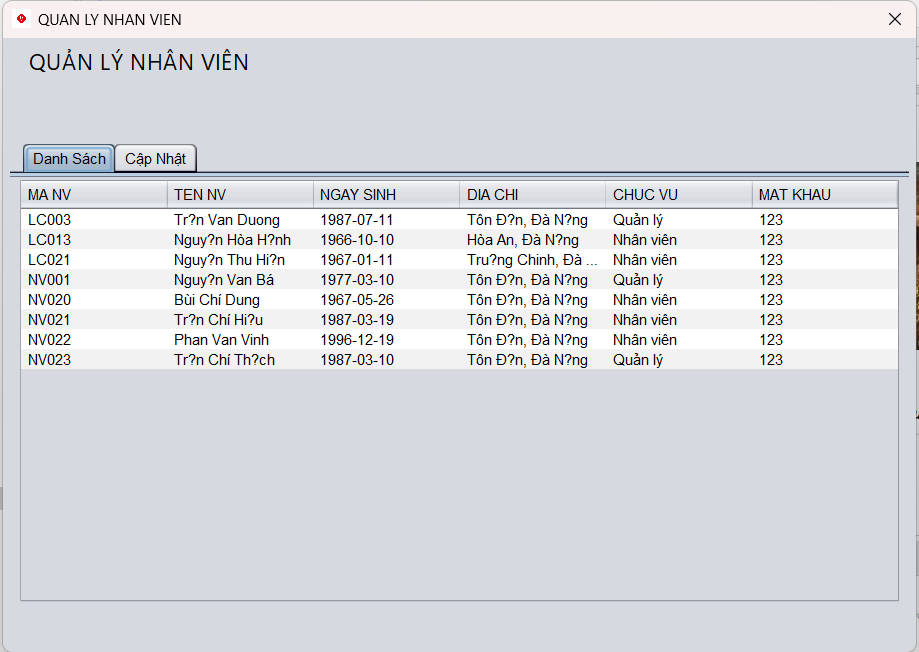 QUAN LY NHAN VIEN
QUẢN LÝ NHÂN VIÊN
Danh Sách Cập Nhật
MA NV TEN NV NGAY SINH DIA CHI CHUC VU MAT KHAU
LC003 Tr?n Van Duong 1987-07-11 Tôn Đ?n, Đà N?ng Quản lý 123
LC013 Nguy?n Hòa H?nh 1966-10-10 Hòa An, Đà N?ng Nhân viên 123
LC021 Nguy?n Thu Hi?n 1967-01-11 Tru?ng Chinh, Đà ... Nhân viên 123
NV001 Nguy?n Van Bá 1977-03-10 Tôn Đ?n, Đà N?ng Quản lý 123
NV020 Bùi Chí Dung 1967-05-26 Tôn Đ?n, Đà N?ng Nhân viên 123
NV021 Tr?n Chí Hi?u 1987-03-19 Tôn Đ?n, Đà N?ng Nhân viên 123
NV022 Phan Van Vinh 1996-12-19 Tôn Đ?n, Đà N?ng Nhân viên 123
NV023 Tr?n Chí Th?ch 1987-03-10 Tôn Đ?n, Đà N?ng Quản lý 123